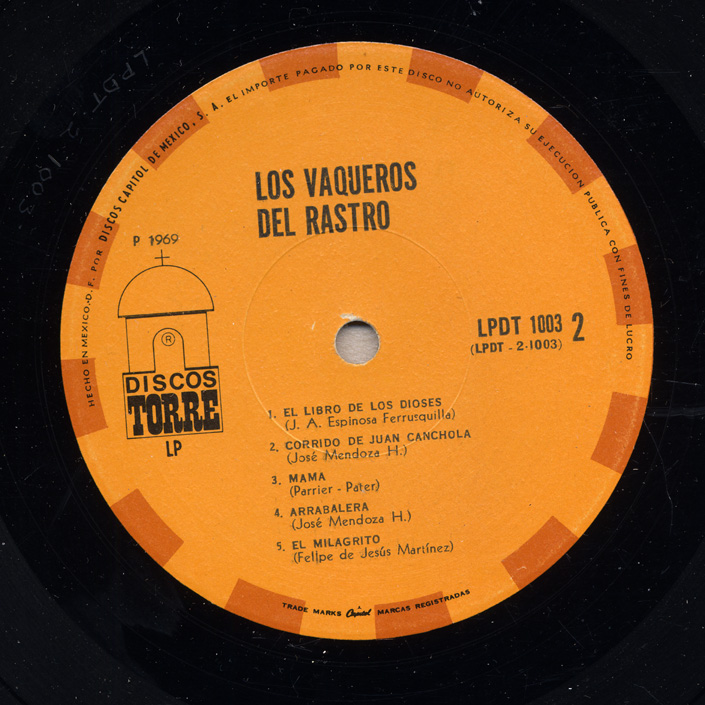 HECHO EN MEXICO, D. F. POR DISCOS CAPITOL DE MEXICO, S. A. EL IMPORTE PAGADO POR ESTE DISCO NO AUTORIZA SU EJECUCION PUBLICA CON FINES DE LUCRO
LPDT 2-1003
LOS VAQUEROS
DEL RASTRO
P 1969
®
DISCOS
TORRE
LP
LPDT 1003 2
(LPDT - 2-1003)
1. EL LIBRO DE LOS DIOSES
(J. A. Espinosa Ferrusquilla)
2. CORRIDO DE JUAN CANCHOLA
(José Mendoza H.)
3. MAMA
(Parrier - Pater)
4. ARRABALERA
(José Mendoza H.)
5. EL MILAGRITO
(Felipe de Jesús Martínez)
TRADE MARKS Capitol MARCAS REGISTRADAS